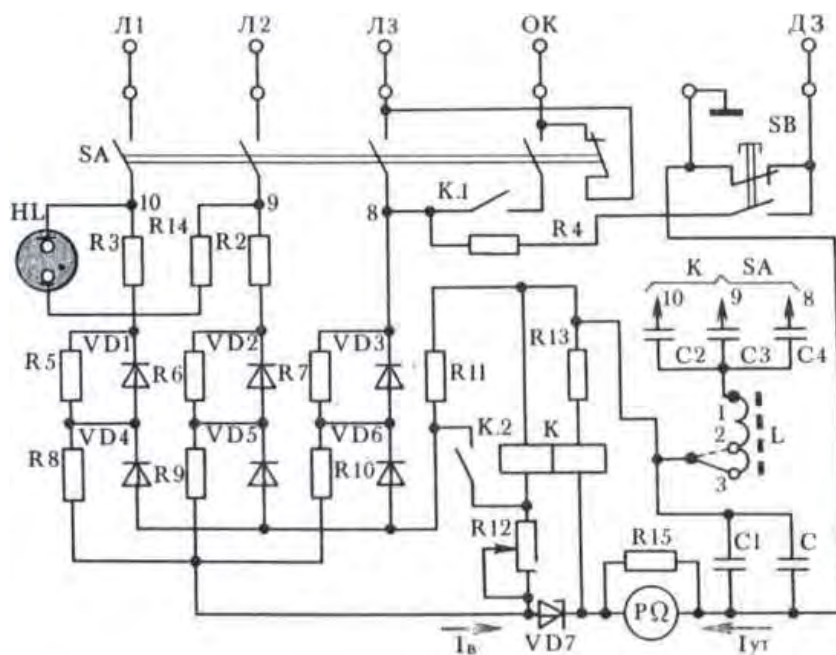 Л1 Л2 Л3 ОК ДЗ
SB
SA
К.1
10 9 8
HL R3 R14 R2 R4
К SA
10 9 8
R5 VD1 R6 VD2 R7 VD3 R11 R13 C2 C3 C4
1
2 L
3
К.2 К
R8 VD4 R9 VD5 R10 VD6
R12 R15 C1 C
PΩ
Iв VD7 Iут